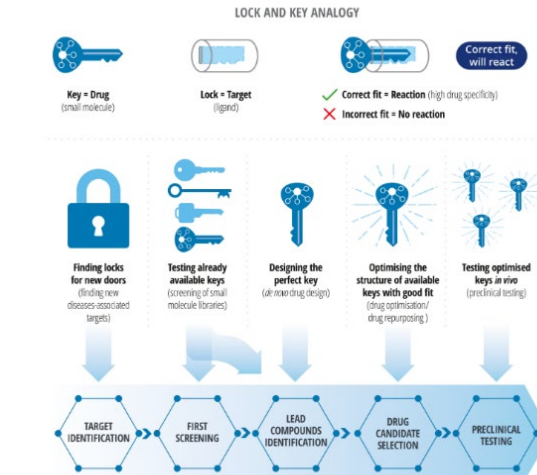 LOCK AND KEY ANALOGY
Correct fit,
will react
Key = Drug
(small molecule)
Lock = Target
(ligand)
Correct fit = Reaction (high drug specificity)
Incorrect fit = No reaction
Finding locks
for new doors
(finding new
diseases-associated
targets)
Testing already
available keys
(screening of small
molecule libraries)
Designing the
perfect key
(de novo drug design)
Optimising the
structure of available
keys with good fit
(drug optimisation/
drug repurposing )
Testing optimised
keys in vivo
(preclinical testing)
TARGET
IDENTIFICATION
FIRST
SCREENING
LEAD
COMPOUNDS
IDENTIFICATION
DRUG
CANDIDATE
SELECTION
PRECLINICAL
TESTING